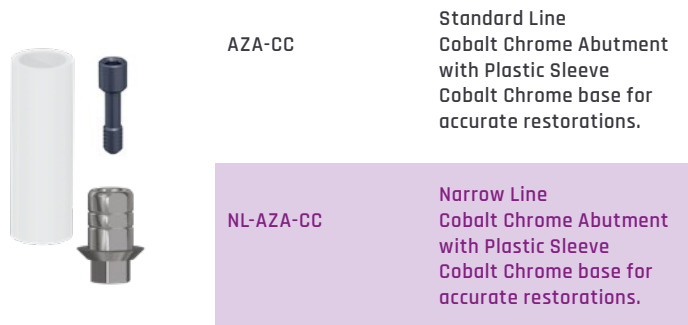 AZA-CC
Standard Line
Cobalt Chrome Abutment
with Plastic Sleeve
Cobalt Chrome base for
accurate restorations.
NL-AZA-CC
Narrow Line
Cobalt Chrome Abutment
with Plastic Sleeve
Cobalt Chrome base for
accurate restorations.